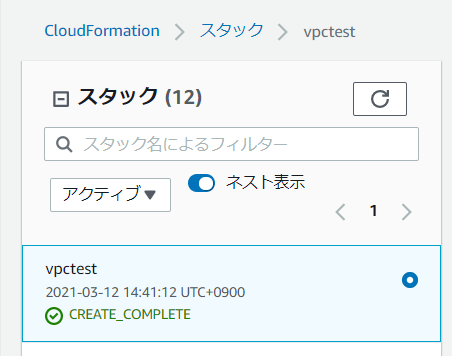 CloudFormation > スタック > vpctest
スタック (12)
スタック名によるフィルター
アクティブ▼
ネスト表示
< 1 >
vpctest
2021-03-12 14:41:12 UTC+0900
CREATE_COMPLETE